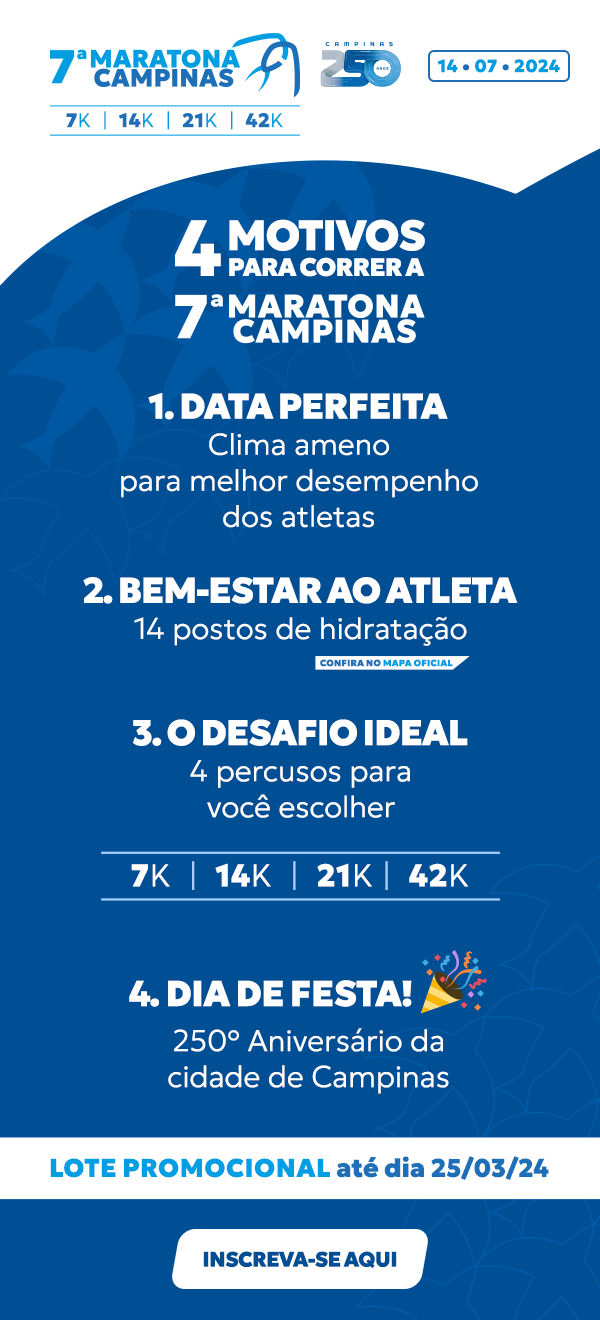 7ª MARATONA
CAMPINAS
CAMPINAS
250
ANOS
14 • 07 • 2024
7K | 14K | 21K | 42K
4 MOTIVOS
PARA CORRER A
7ª MARATONA
CAMPINAS
1. DATA PERFEITA
Clima ameno
para melhor desempenho
dos atletas
2. BEM-ESTAR AO ATLETA
14 postos de hidratação
CONFIRA NO MAPA OFICIAL
3. O DESAFIO IDEAL
4 percusos para
você escolher
7K | 14K | 21K | 42K
4. DIA DE FESTA!
250º Aniversário da
cidade de Campinas
LOTE PROMOCIONAL até dia 25/03/24
INSCREVA-SE AQUI